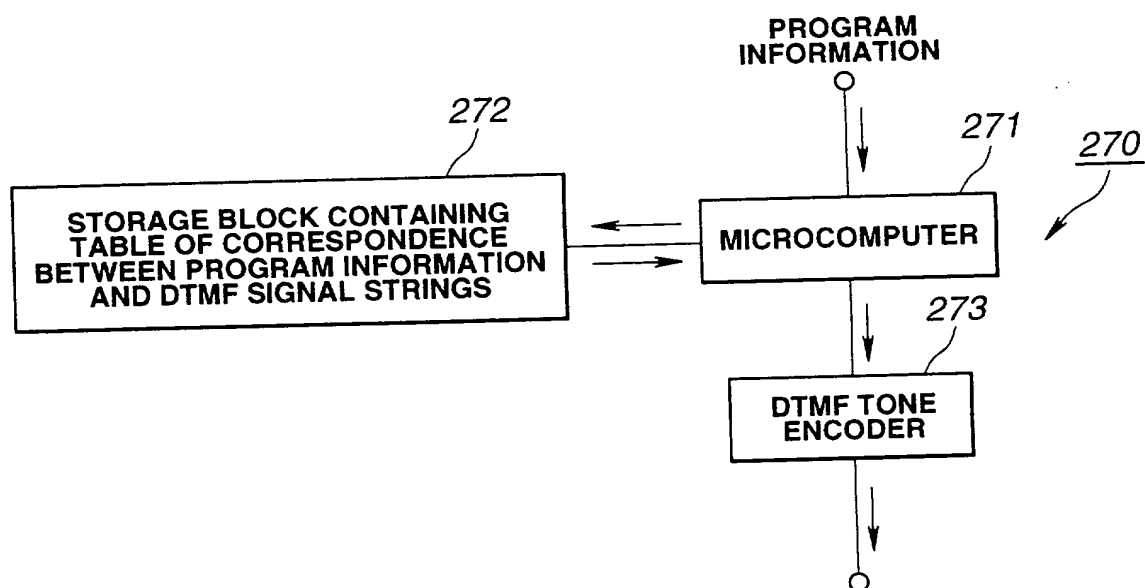 PROGRAM
INFORMATION
272
271
270
STORAGE BLOCK CONTAINING
TABLE OF CORRESPONDENCE
BETWEEN PROGRAM INFORMATION
AND DTMF SIGNAL STRINGS
MICROCOMPUTER
273
DTMF TONE
ENCODER